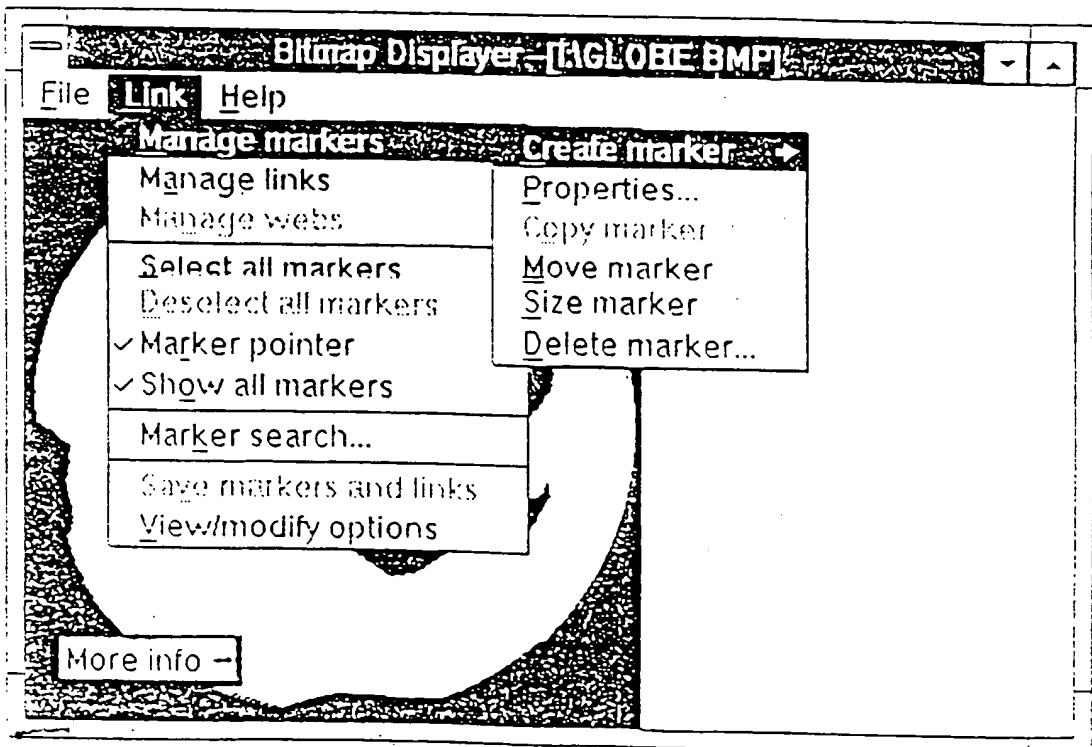 Bitmap Displayer-[I:\GLOBE.BMP]
File Link Help
Manage markers
Manage links
Manage webs
Select all markers
Deselect all markers
✓ Marker pointer
✓ Show all markers
Marker search...
Save markers and links
View/modify options
Create marker →
Properties...
Copy marker
Move marker
Size marker
Delete marker...
More info –